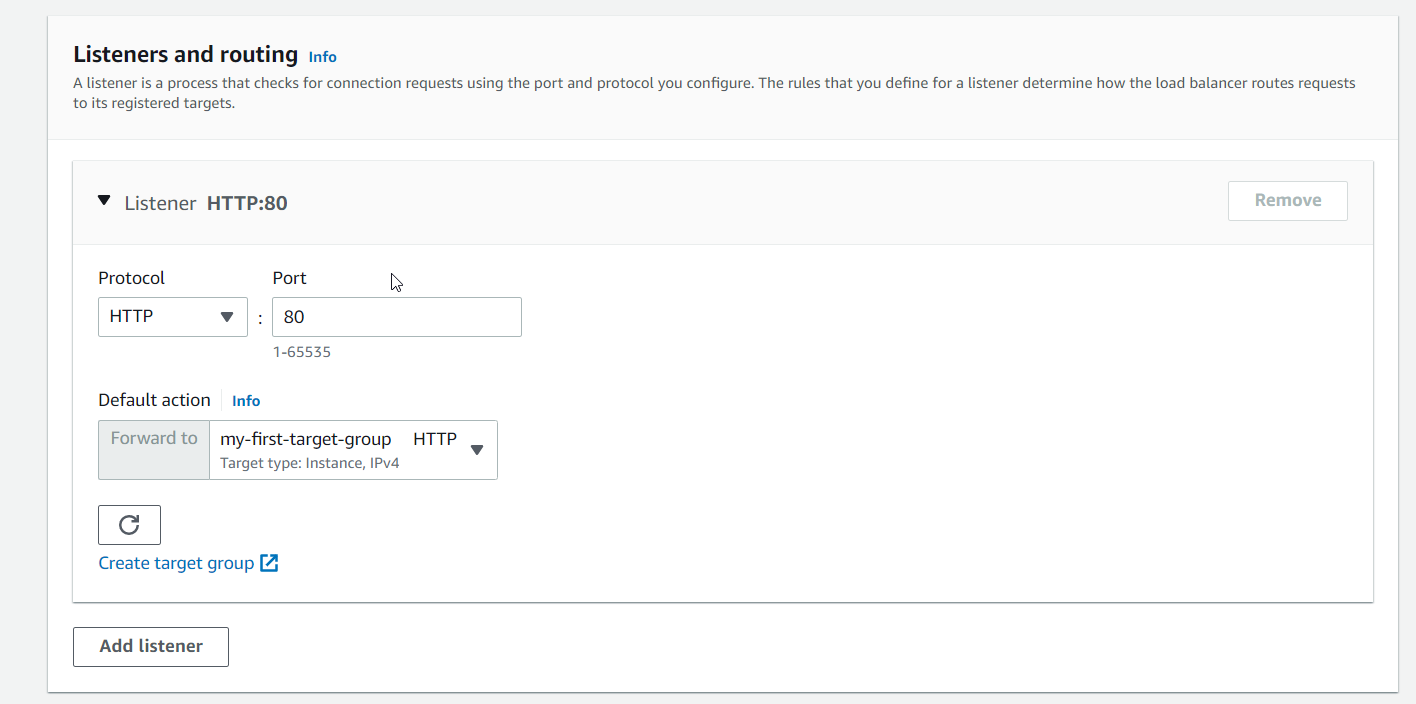 Listeners and routing Info
A listener is a process that checks for connection requests using the port and protocol you configure. The rules that you define for a listener determine how the load balancer routes requests
to its registered targets.
Listener HTTP:80
Remove
Protocol
Port
HTTP
:
80
1-65535
Default action Info
Forward to
my-first-target-group HTTP
Target type: Instance, IPv4
Create target group
Add listener